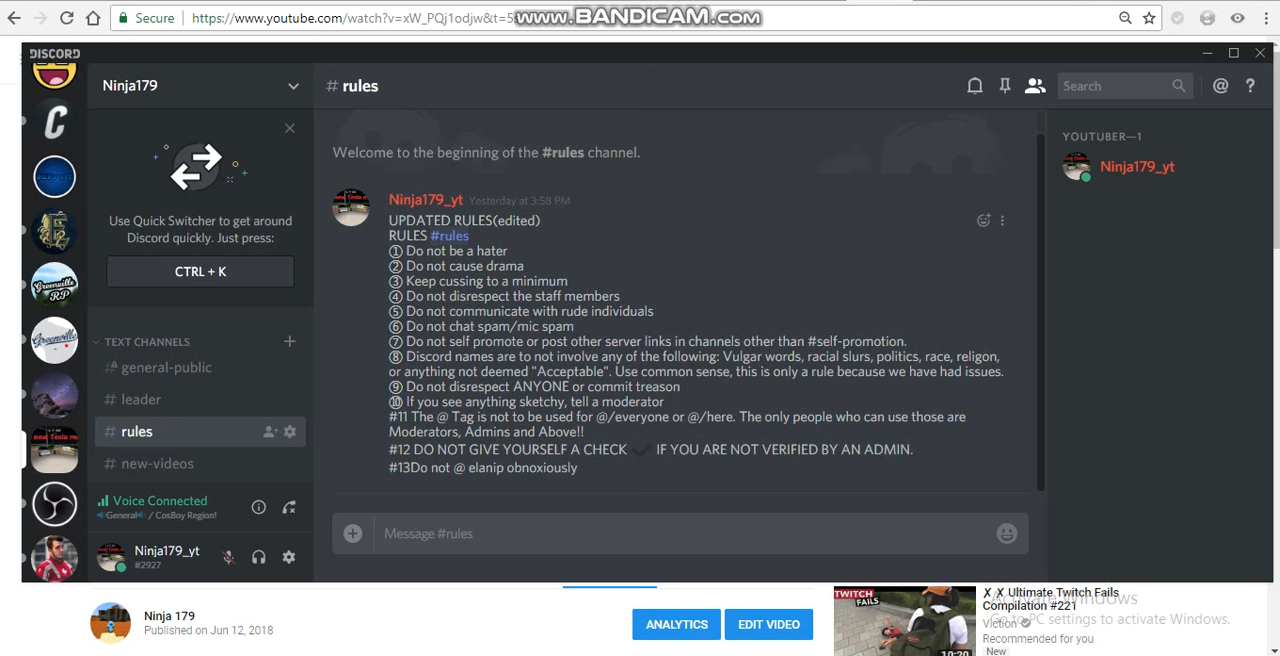 Secure
https://www.youtube.com/watch?v=xW_PQj1odjw&t=5
www.BANDICAM.com
DISCORD
Ninja179
# rules
Search
@
?
Use Quick Switcher to get around
Discord quickly. Just press:
CTRL + K
TEXT CHANNELS
general-public
# leader
# rules
# new-videos
Voice Connected
General / CosBoy Region!
Ninja179_yt
#2927
Welcome to the beginning of the #rules channel.
Ninja179_yt Yesterday at 3:58 PM
UPDATED RULES(edited)
RULES #rules
① Do not be a hater
② Do not cause drama
③ Keep cussing to a minimum
④ Do not disrespect the staff members
⑤ Do not communicate with rude individuals
⑥ Do not chat spam/mic spam
⑦ Do not self promote or post other server links in channels other than #self-promotion.
⑧ Discord names are to not involve any of the following: Vulgar words, racial slurs, politics, race, religon,
or anything not deemed "Acceptable". Use common sense, this is only a rule because we have had issues.
⑨ Do not disrespect ANYONE or commit treason
⑩ If you see anything sketchy, tell a moderator
#11 The @ Tag is not to be used for @/everyone or @/here. The only people who can use those are
Moderators, Admins and Above!!
#12 DO NOT GIVE YOURSELF A CHECK ✔ IF YOU ARE NOT VERIFIED BY AN ADMIN.
#13Do not @ elanip obnoxiously
Message #rules
YOUTUBER—1
Ninja179_yt
Ninja 179
Published on Jun 12, 2018
ANALYTICS
EDIT VIDEO
TWITCH
FAILS
10:20
✗ ✗ Ultimate Twitch Fails
Compilation #221
Viction
Recommended for you
New
Activate Windows
Go to PC settings to activate Windows.